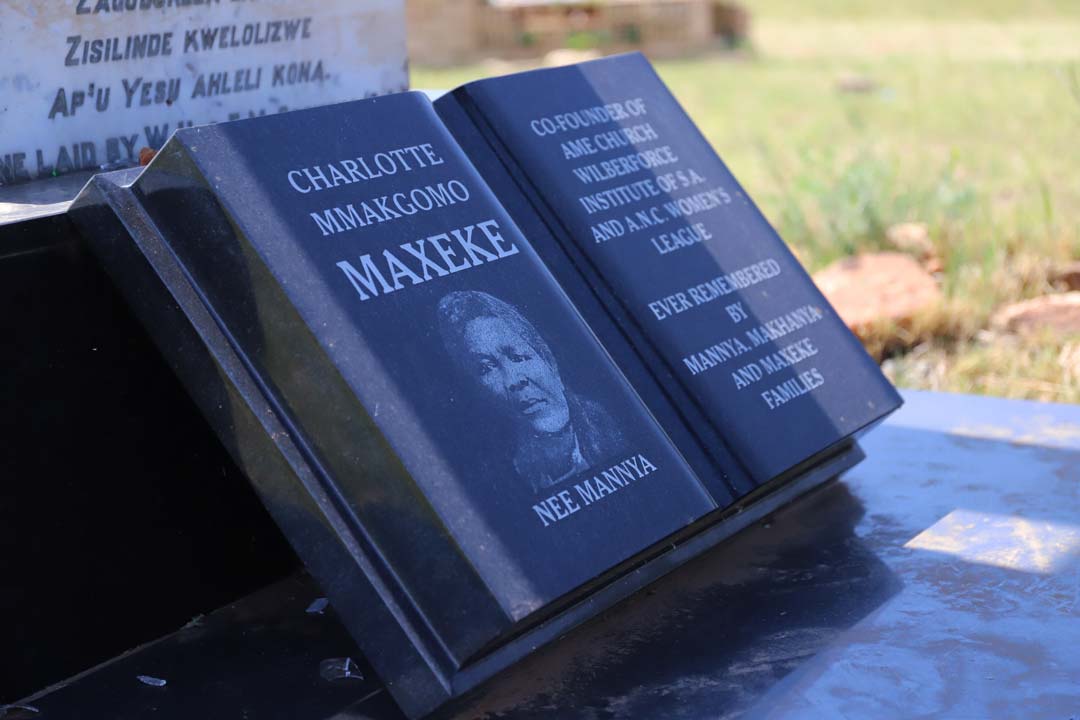 ZISILINDE KWELOLIZWE
AP'U YESU AHLELI KONA.
LAID BY
CHARLOTTE
MMAKGOMO
MAXEKE
NEE MANNYA
CO-FOUNDER OF
AME CHURCH
WILBERFORCE
INSTITUTE OF S.A.
AND A.N.C. WOMEN'S
LEAGUE
EVER REMEMBERED
BY
MANNYA, MAKHANYA
AND MAXEKE
FAMILIES